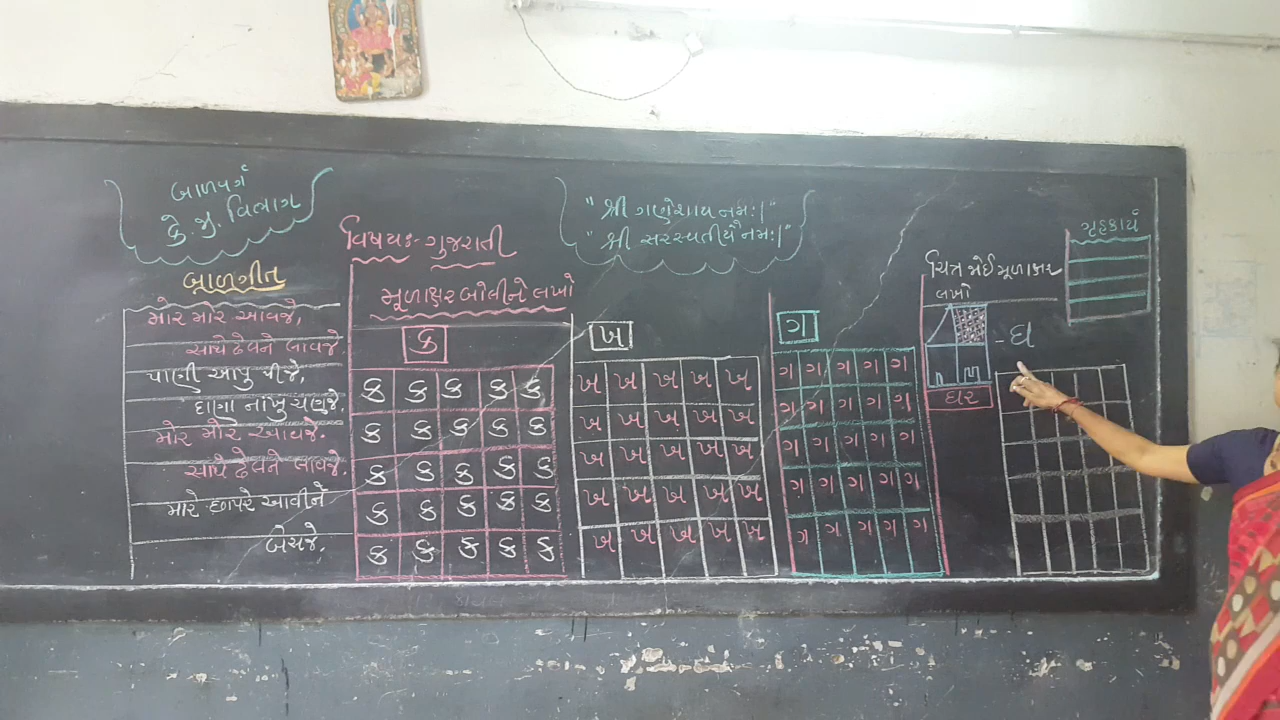 બાળવર્ગ
કે.જી. વિભાગ
"શ્રી ગણેશાય નમઃ।"
"શ્રી સરસ્વતીયૈ નમઃ।"
ગૃહકાર્ય
વિષયઃ- ગુજરાતી
બાળગીત
મોર મોર આવજે,
સાથે ઢેલને લાવજે.
પાણી આપુ પીજે,
દાણા નાંખુ ચણજે.
મોર મોર આવજે.
સાથે ઢેલને લાવજે.
મારે છાપરે આવીને
બેસજે.
મૂળાક્ષર બોલીને લખો
ક
ક ક ક ક ક
ક ક ક ક ક
ક ક ક ક ક
ક ક ક ક ક
ક ક ક ક ક
ખ
ખ ખ ખ ખ ખ
ખ ખ ખ ખ ખ
ખ ખ ખ ખ ખ
ખ ખ ખ ખ ખ
ખ ખ ખ ખ ખ
ગ
ગ ગ ગ ગ ગ
ગ ગ ગ ગ ગ
ગ ગ ગ ગ ગ
ગ ગ ગ ગ ગ
ગ ગ ગ ગ ગ
ચિત્ર જોઈ મૂળાક્ષર
લખો
- ઘ
ઘર